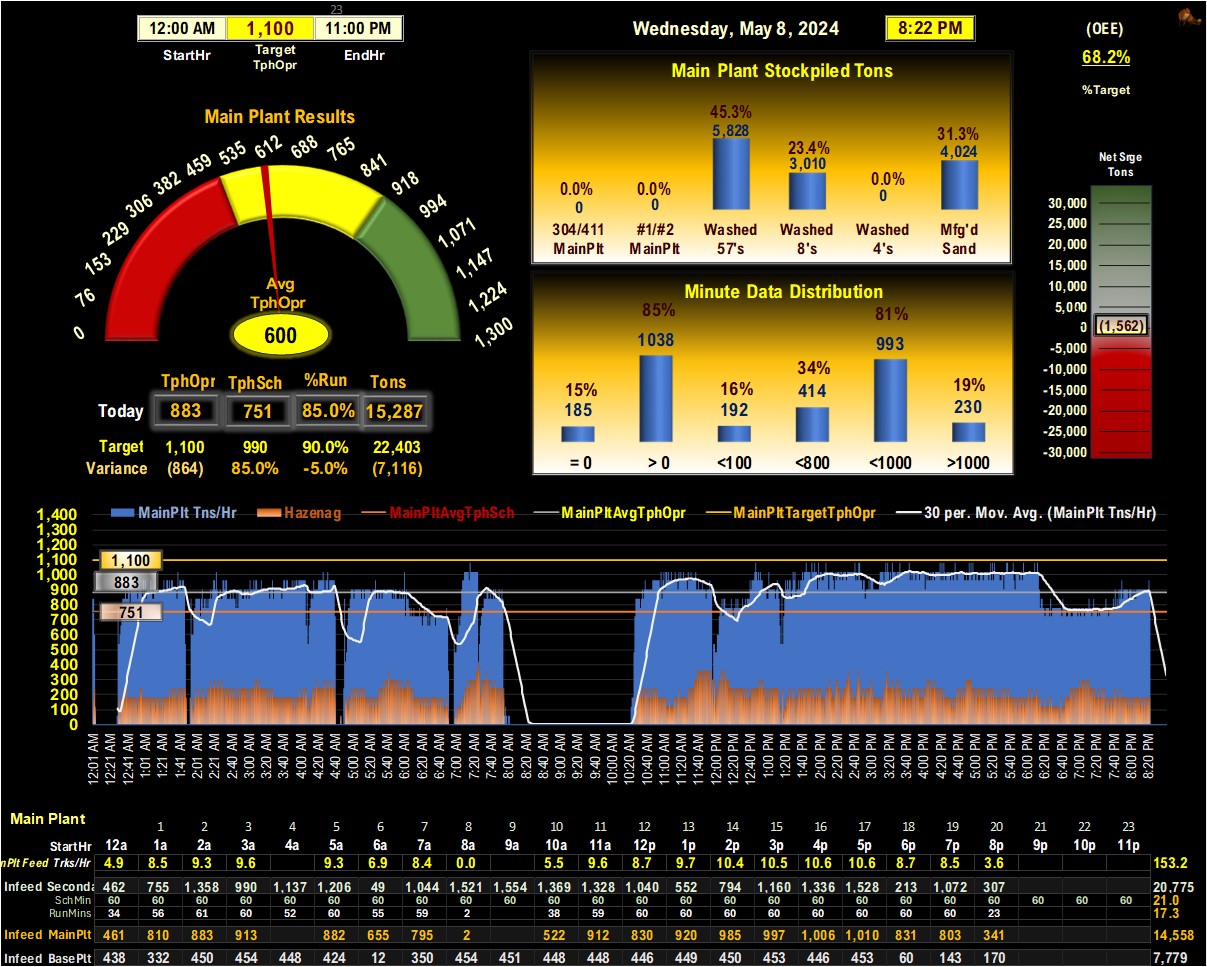 23
12:00 AM 1,100 11:00 PM
StartHr Target TphOpr EndHr
Wednesday, May 8, 2024 8:22 PM
(OEE)
68.2%
%Target
Main Plant Stockpiled Tons
45.3%
5,828
23.4%
3,010
31.3%
4,024
0.0% 0.0% 0.0%
0 0 0
304/411 #1/#2 Washed Washed Washed Mfg'd
MainPlt MainPlt 57's 8's 4's Sand
Main Plant Results
0 76 153 229 306 382 459 535 612 688 765 841 918 994 1,071 1,147 1,224 1,300
Avg
TphOpr
600
Net Srge
Tons
30,000
25,000
20,000
15,000
10,000
5,000
0 (1,562)
-5,000
-10,000
-15,000
-20,000
-25,000
-30,000
Minute Data Distribution
85% 81%
1038 993
15% 16% 34% 19%
185 192 414 230
= 0 > 0 <100 <800 <1000 >1000
TphOpr TphSch %Run Tons
Today 883 751 85.0% 15,287
Target 1,100 990 90.0% 22,403
Variance (864) 85.0% -5.0% (7,116)
MainPlt Tns/Hr Hazenag MainPltAvgTphSch MainPltAvgTphOpr MainPltTargetTphOpr 30 per. Mov. Avg. (MainPlt Tns/Hr)
1,400
1,300
1,200
1,100
1,000
900
800
700
600
500
400
300
200
100
0
1,100
883
751
12:01 AM 12:21 AM 12:41 AM 1:01 AM 1:21 AM 1:41 AM 2:01 AM 2:21 AM 2:40 AM 3:00 AM 3:20 AM 3:40 AM 4:00 AM 4:20 AM 4:40 AM 5:00 AM 5:20 AM 5:40 AM 6:00 AM 6:20 AM 6:40 AM 7:00 AM 7:20 AM 7:40 AM 8:00 AM 8:20 AM 8:40 AM 9:00 AM 9:20 AM 9:40 AM 10:00 AM 10:20 AM 10:40 AM 11:00 AM 11:20 AM 11:40 AM 12:00 PM 12:20 PM 12:40 PM 1:00 PM 1:20 PM 1:40 PM 2:00 PM 2:20 PM 2:40 PM 3:00 PM 3:20 PM 3:40 PM 4:00 PM 4:20 PM 4:40 PM 5:00 PM 5:20 PM 5:40 PM 6:00 PM 6:20 PM 6:40 PM 7:00 PM 7:20 PM 7:40 PM 8:00 PM 8:20 PM
Main Plant
1 2 3 4 5 6 7 8 9 10 11 12 13 14 15 16 17 18 19 20 21 22 23
StartHr 12a 1a 2a 3a 4a 5a 6a 7a 8a 9a 10a 11a 12p 1p 2p 3p 4p 5p 6p 7p 8p 9p 10p 11p
nPlt Feed Trks/Hr 4.9 8.5 9.3 9.6 9.3 6.9 8.4 0.0 5.5 9.6 8.7 9.7 10.4 10.5 10.6 10.6 8.7 8.5 3.6 153.2
Infeed Seconda 462 755 1,358 990 1,137 1,206 49 1,044 1,521 1,554 1,369 1,328 1,040 552 794 1,160 1,336 1,528 213 1,072 307 20,775
SchMin 60 60 60 60 60 60 60 60 60 60 60 60 60 60 60 60 60 60 60 60 60 60 60 60 21.0
RunMins 34 56 61 60 52 60 55 59 2 38 59 60 60 60 60 60 60 60 60 23 17.3
Infeed MainPlt 461 810 883 913 882 655 795 2 522 912 830 920 985 997 1,006 1,010 831 803 341 14,558
Infeed BasePlt 438 332 450 454 448 424 12 350 454 451 448 448 446 449 450 453 446 453 60 143 170 7,779